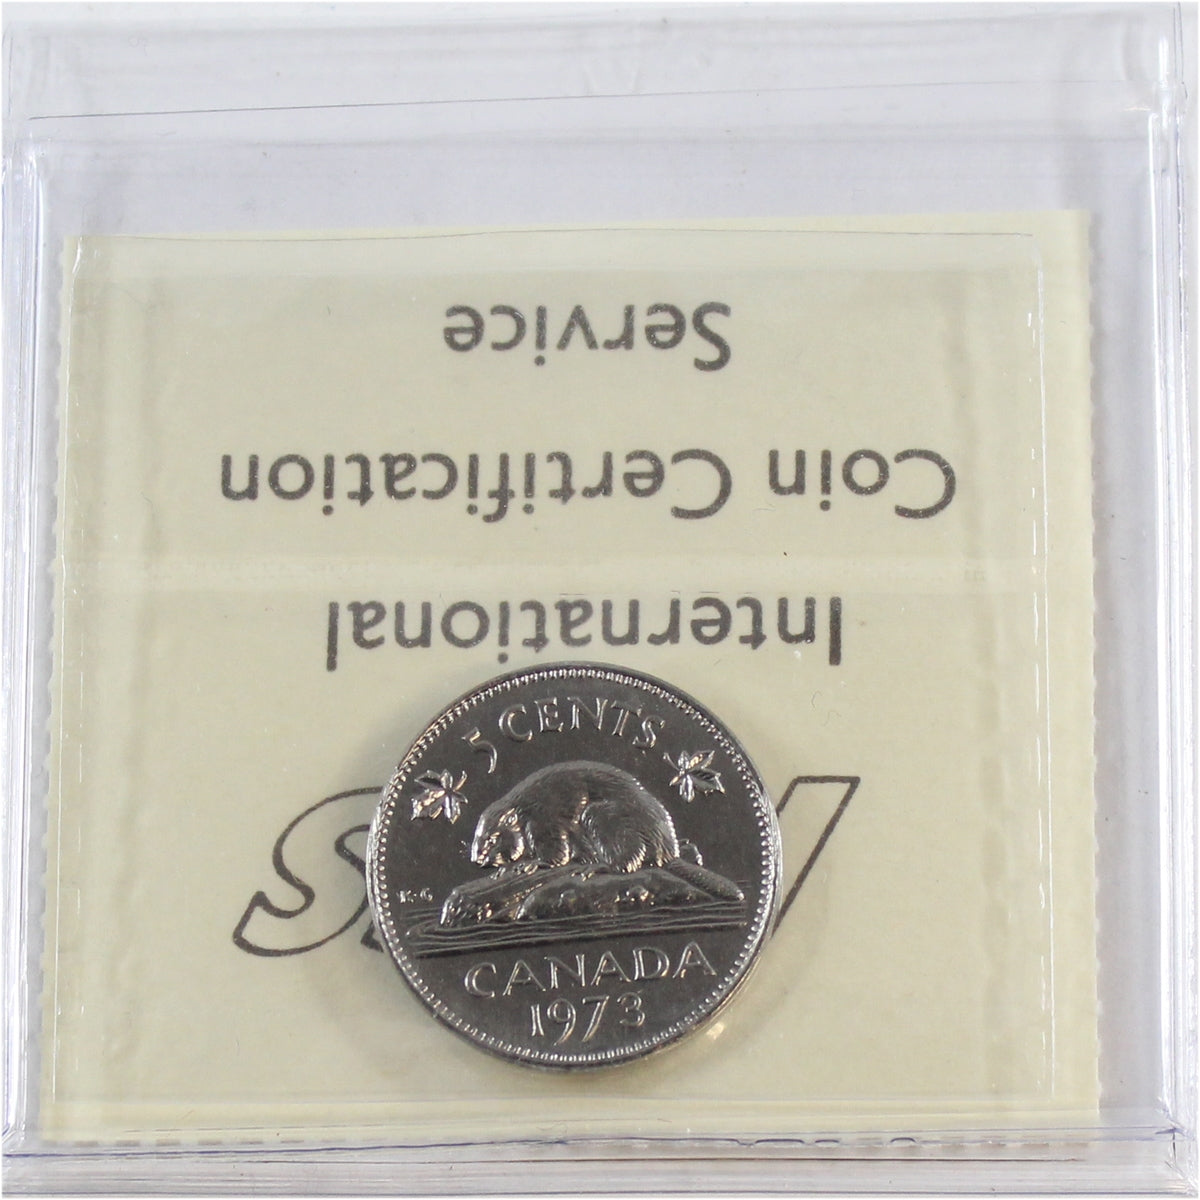 International
Coin Certification
Service
5 CENTS
K·G
CANADA
1973